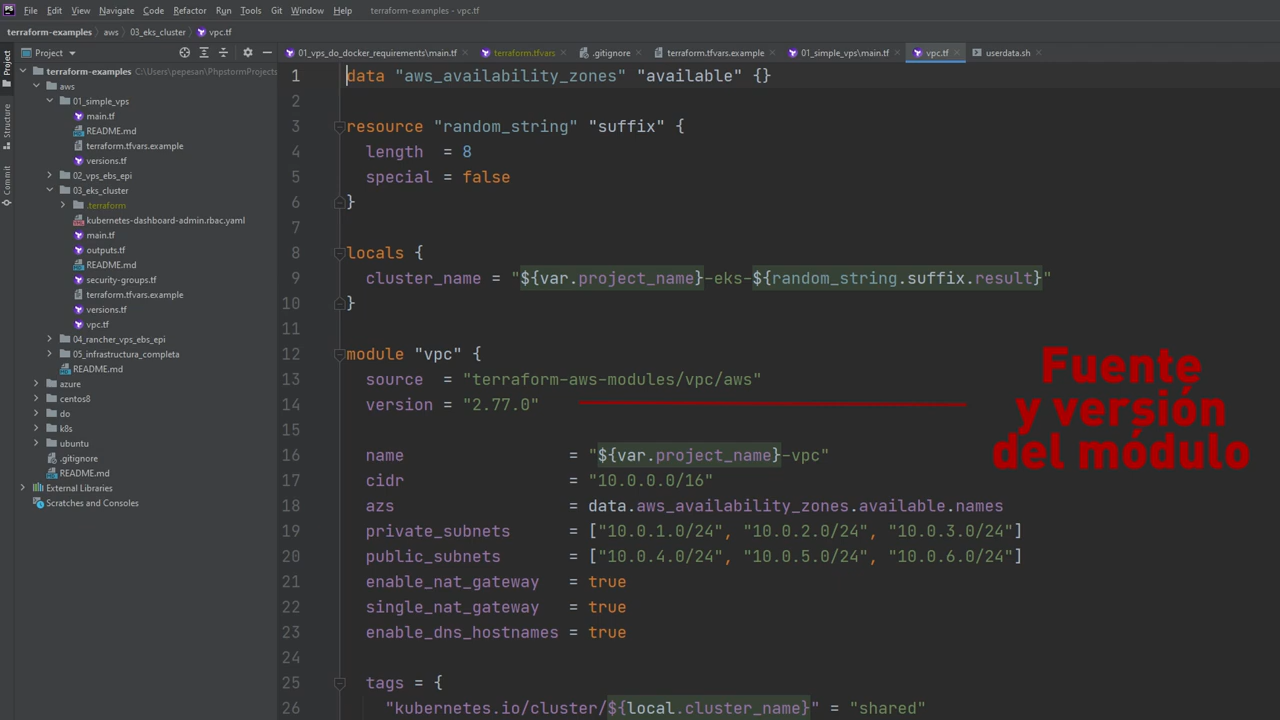 PS File Edit View Navigate Code Refactor Run Tools Git Window Help terraform-examples - vpc.tf
terraform-examples aws 03_eks_cluster vpc.tf
Project
01_vps_do_docker_requirements\main.tf terraform.tfvars .gitignore terraform.tfvars.example 01_simple_vps\main.tf vpc.tf userdata.sh
Project
Structure
Commit
terraform-examples C:\Users\pepesan\PhpstormProjects
aws
01_simple_vps
main.tf
README.md
terraform.tfvars.example
versions.tf
02_vps_ebs_epi
03_eks_cluster
.terraform
kubernetes-dashboard-admin.rbac.yaml
main.tf
outputs.tf
README.md
security-groups.tf
terraform.tfvars.example
versions.tf
vpc.tf
04_rancher_vps_ebs_epi
05_infrastructura_completa
README.md
azure
centos8
do
k8s
ubuntu
.gitignore
README.md
External Libraries
Scratches and Consoles
1 data "aws_availability_zones" "available" {}
2
3 resource "random_string" "suffix" {
4 length = 8
5 special = false
6 }
7
8 locals {
9 cluster_name = "${var.project_name}-eks-${random_string.suffix.result}"
10 }
11
12 module "vpc" {
13 source = "terraform-aws-modules/vpc/aws"
14 version = "2.77.0"
15
16 name = "${var.project_name}-vpc"
17 cidr = "10.0.0.0/16"
18 azs = data.aws_availability_zones.available.names
19 private_subnets = ["10.0.1.0/24", "10.0.2.0/24", "10.0.3.0/24"]
20 public_subnets = ["10.0.4.0/24", "10.0.5.0/24", "10.0.6.0/24"]
21 enable_nat_gateway = true
22 single_nat_gateway = true
23 enable_dns_hostnames = true
24
25 tags = {
26 "kubernetes.io/cluster/${local.cluster_name}" = "shared"
Fuente
y versión
del módulo